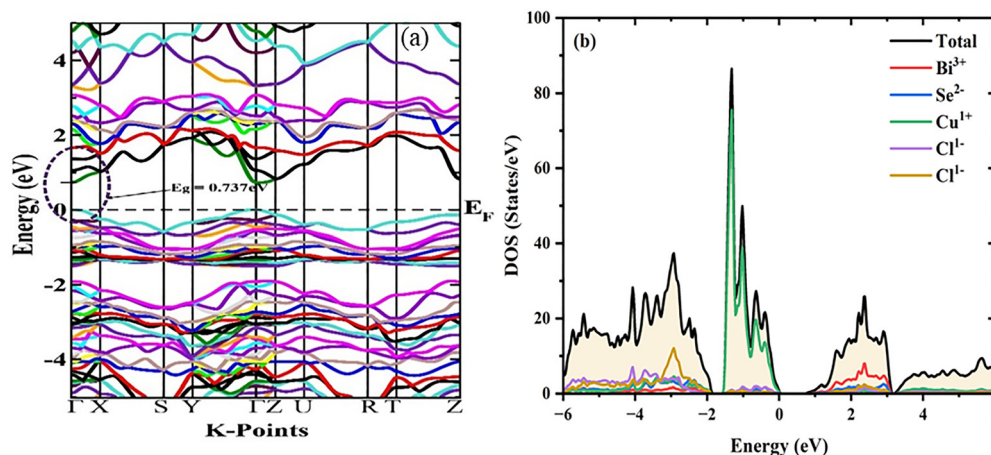 (a)
4
2
0
-2
-4
Energy (eV)
Eg = 0.737eV
E_F
Γ X S Y Γ Z U R T Z
K-Points
(b)
100
80
60
40
20
0
DOS (States/eV)
Total
Bi³⁺
Se²⁻
Cu¹⁺
Cl¹⁻
Cl¹⁻
-6 -4 -2 0 2 4
Energy (eV)